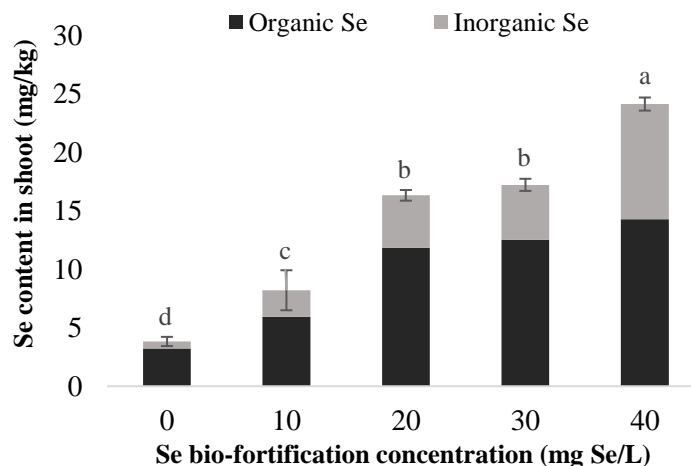 Organic Se Inorganic Se
Se content in shoot (mg/kg)
30
25
20
15
10
5
0
d
c
b
b
a
0 10 20 30 40
Se bio-fortification concentration (mg Se/L)